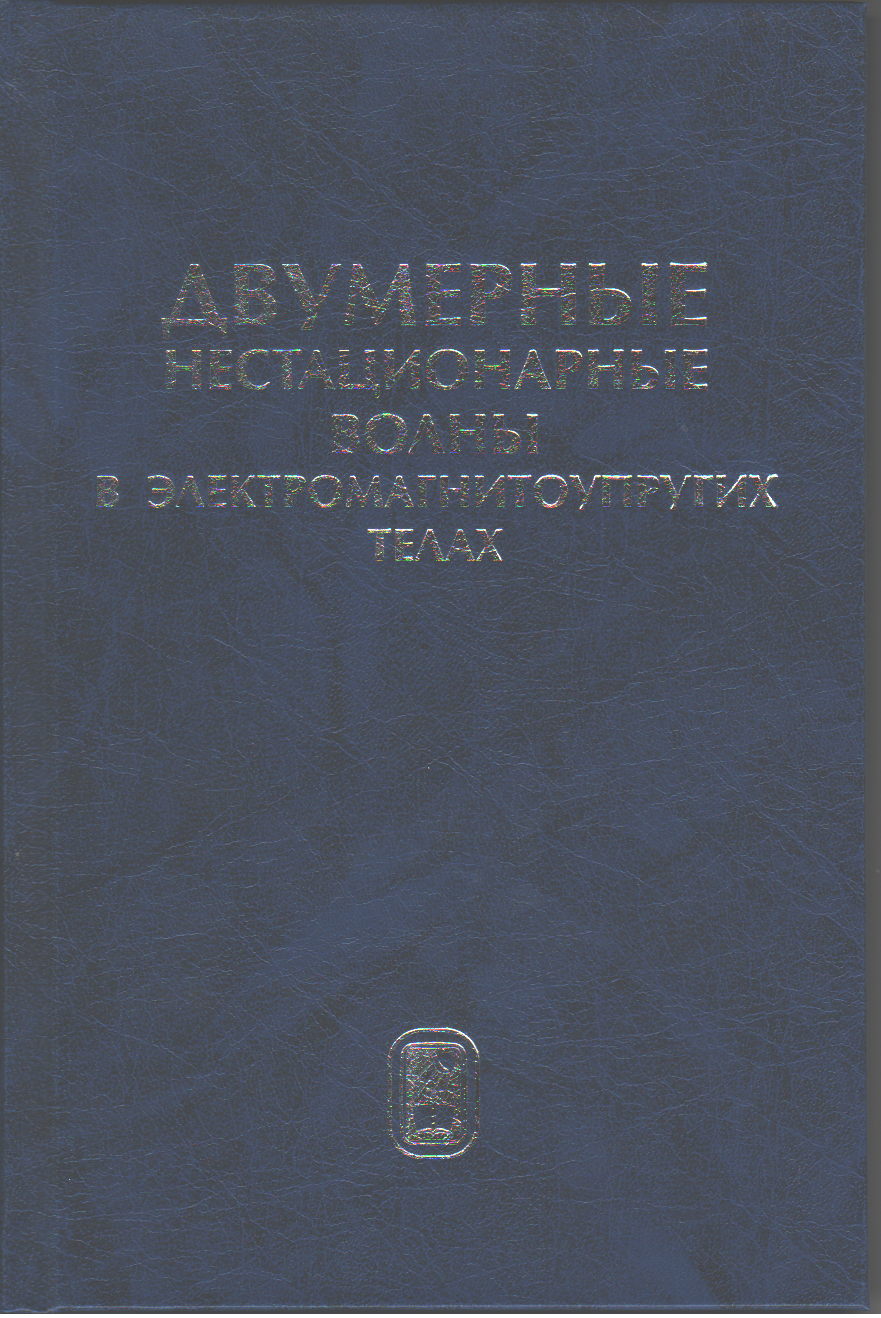 ДВУМЕРНЫЕ
НЕСТАЦИОНАРНЫЕ
ВОЛНЫ
В ЭЛЕКТРОМАГНИТОУПРУГИХ
ТЕЛАХ